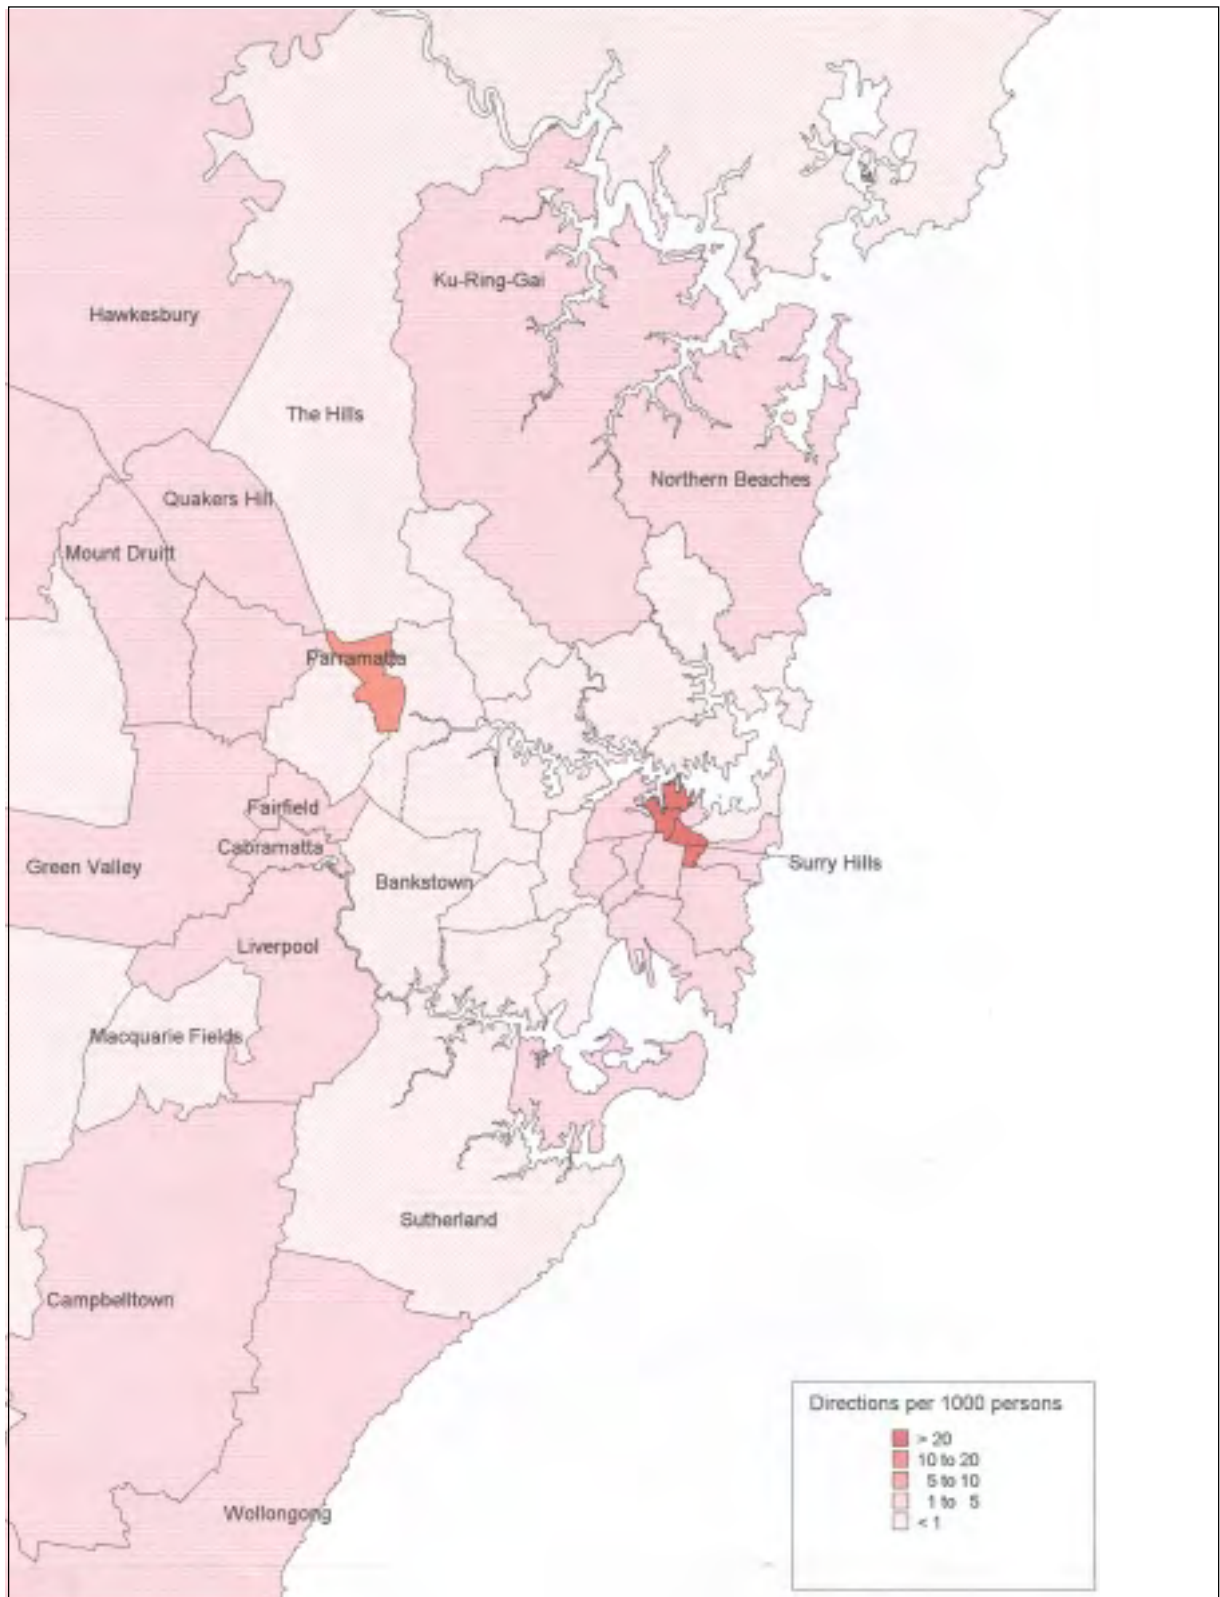 Ku-Ring-Gai
Hawkesbury
The Hills
Northern Beaches
Quakers Hill
Mount Druitt
Parramatta
Fairfield
Cabramatta
Green Valley
Surry Hills
Bankstown
Liverpool
Macquarie Fields
Sutherland
Campbelltown
Directions per 1000 persons
> 20
10 to 20
5 to 10
1 to 5
< 1
Wollongong